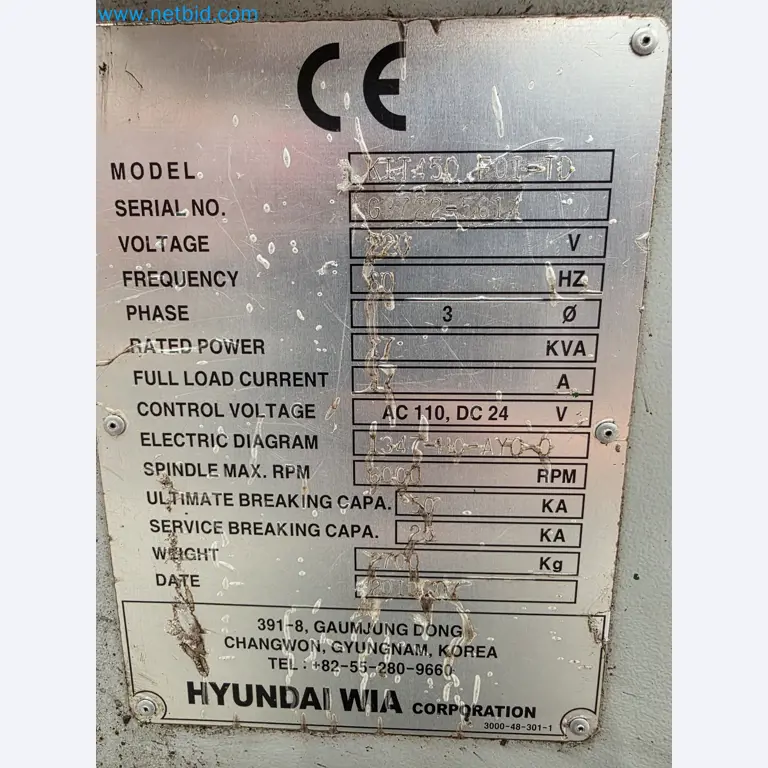 www.netbid.com
CE
MODEL
SERIAL NO.
VOLTAGE 220 V
FREQUENCY HZ
PHASE 3 Ø
RATED POWER KVA
FULL LOAD CURRENT A
CONTROL VOLTAGE AC 110, DC 24 V
ELECTRIC DIAGRAM
SPINDLE MAX. RPM 6000 RPM
ULTIMATE BREAKING CAPA. KA
SERVICE BREAKING CAPA. KA
WEIGHT Kg
DATE
391-8, GAUMJUNG DONG
CHANGWON, GYUNGNAM, KOREA
TEL : +82-55-280-9660
HYUNDAI WIA CORPORATION
3000-48-301-1